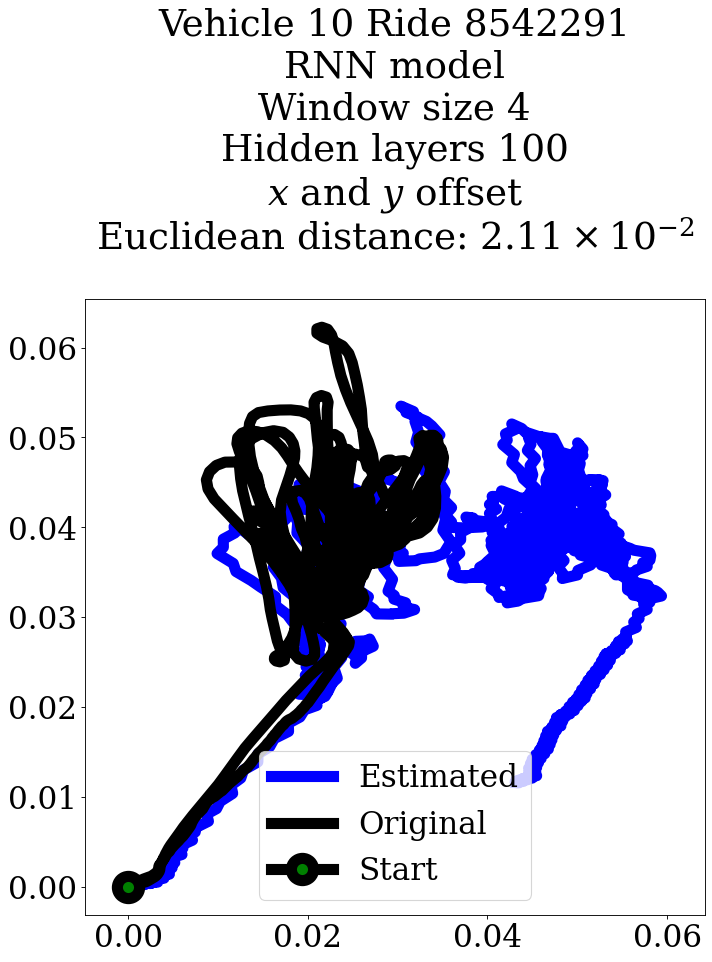 Vehicle 10 Ride 8542291
RNN model
Window size 4
Hidden layers 100
x and y offset
Euclidean distance: 2.11 × 10⁻²
0.06
0.05
0.04
0.03
0.02
0.01
0.00
Estimated
Original
Start
0.00 0.02 0.04 0.06